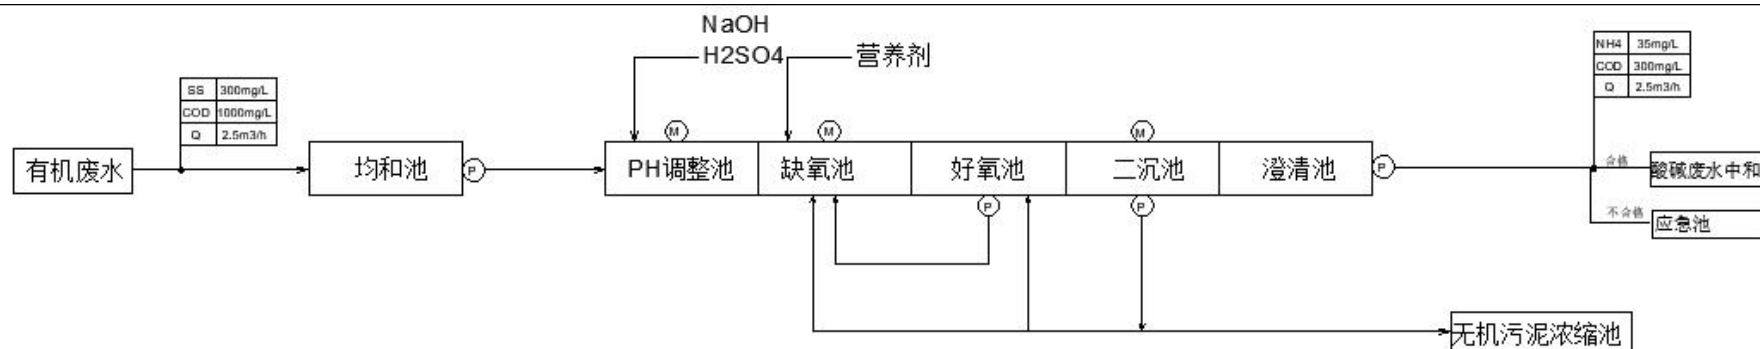 NaOH
H2SO4
营养剂
NH4 35mg/L
COD 300mg/L
Q 2.5m3/h
SS 300mg/L
COD 1000mg/L
Q 2.5m3/h
M
M
M
有机废水
均和池
P
PH调整池
缺氧池
好氧池
二沉池
澄清池
P
合格
酸碱废水中和
P
P
不合格
应急池
无机污泥浓缩池